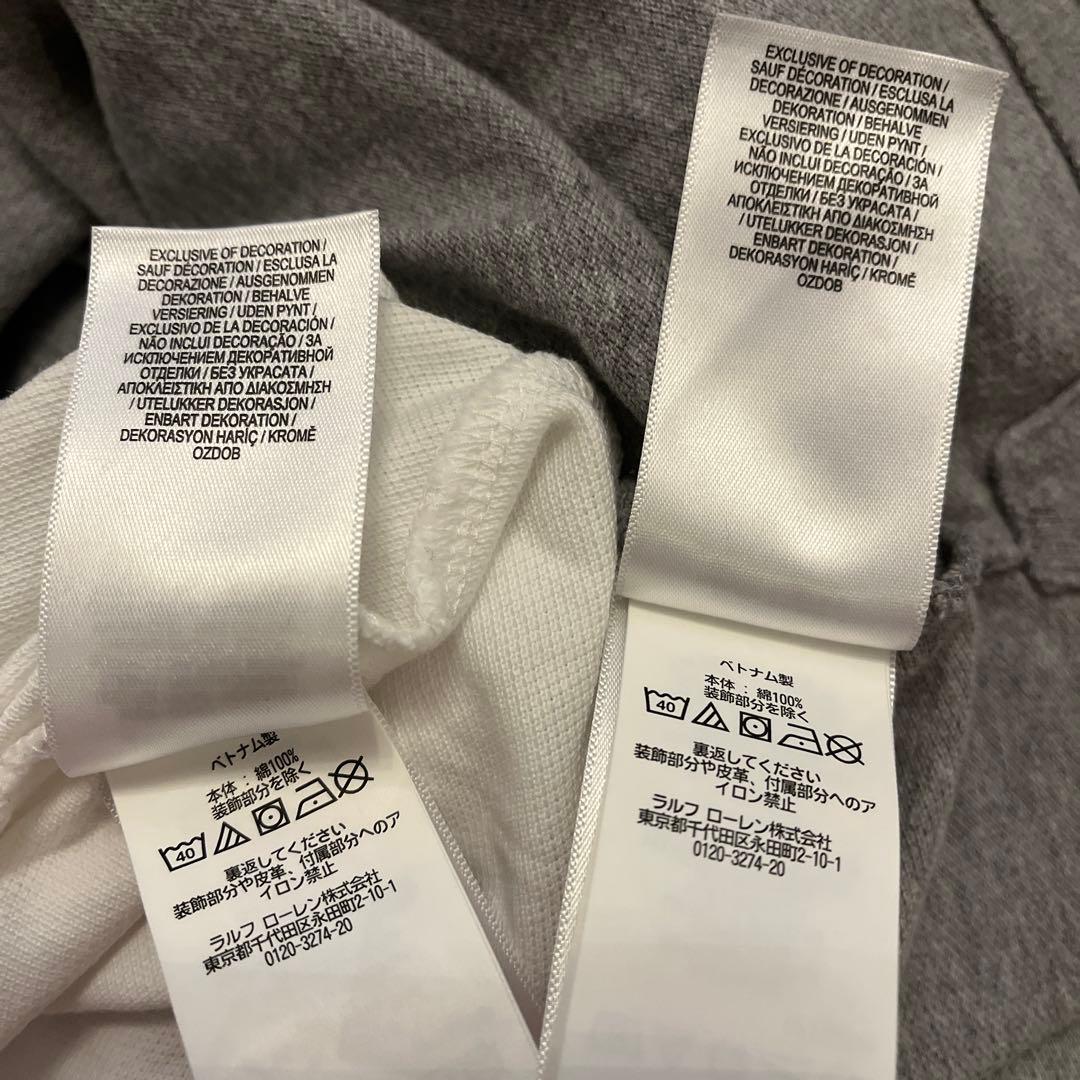 EXCLUSIVE OF DECORATION /
SAUF DÉCORATION / ESCLUSA LA
DECORAZIONE / AUSGENOMMEN
DEKORATION / BEHALVE
VERSIERING / UDEN PYNT /
EXCLUSIVO DE LA DECORACIÓN /
NÃO INCLUI DECORAÇÃO / ЗА
ИСКЛЮЧЕНИЕМ ДЕКОРАТИВНОЙ
ОТДЕЛКИ / БЕЗ УКРАСАТА /
ΑΠΟΚΛΕΙΣΤΙΚΗ ΑΠΟ ΔΙΑΚΟΣΜΗΣΗ
/ UTELUKKER DEKORASJON /
ENBART DEKORATION /
DEKORASYON HARİÇ / KROMĚ
OZDOB
ベトナム製
本体 : 綿100%
装飾部分を除く
40
裏返してください
装飾部分や皮革、付属部分へのア
イロン禁止
ラルフ ローレン株式会社
東京都千代田区永田町2-10-1
0120-3274-20
EXCLUSIVE OF DECORATION /
SAUF DÉCORATION / ESCLUSA LA
DECORAZIONE / AUSGENOMMEN
DEKORATION / BEHALVE
VERSIERING / UDEN PYNT /
EXCLUSIVO DE LA DECORACIÓN /
NÃO INCLUI DECORAÇÃO / ЗА
ИСКЛЮЧЕНИЕМ ДЕКОРАТИВНОЙ
ОТДЕЛКИ / БЕЗ УКРАСАТА /
ΑΠΟΚΛΕΙΣΤΙΚΗ ΑΠΟ ΔΙΑΚΟΣΜΗΣΗ
/ UTELUKKER DEKORASJON /
ENBART DEKORATION /
DEKORASYON HARİÇ / KROMĚ
OZDOB
ベトナム製
本体 : 綿100%
装飾部分を除く
40
裏返してください
装飾部分や皮革、付属部分へのア
イロン禁止
ラルフ ローレン株式会社
東京都千代田区永田町2-10-1
0120-3274-20